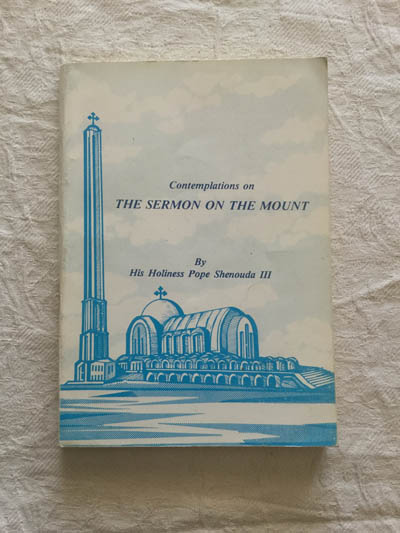 Contemplations on
THE SERMON ON THE MOUNT
By
His Holiness Pope Shenouda III